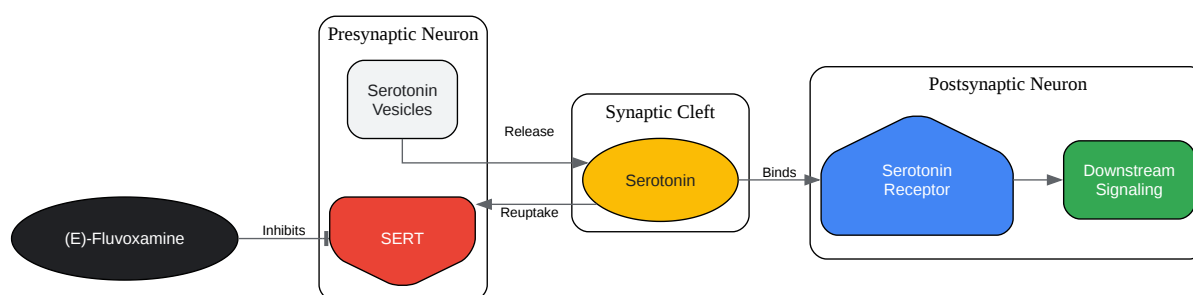 Presynaptic Neuron
Serotonin
Vesicles
Release
Synaptic Cleft
Serotonin
Reuptake
Binds
Postsynaptic Neuron
Serotonin
Receptor
Downstream
Signaling
(E)-Fluvoxamine
Inhibits
SERT